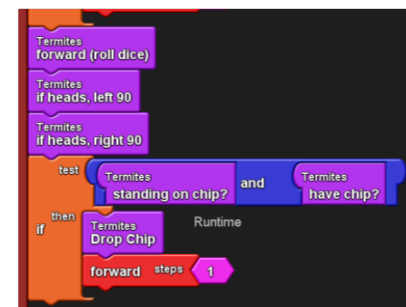 Termites
forward (roll dice)
Termites
if heads, left 90
Termites
if heads, right 90
test
Termites
standing on chip?
and
Termites
have chip?
if
then
Termites
Drop Chip
Runtime
forward steps 1